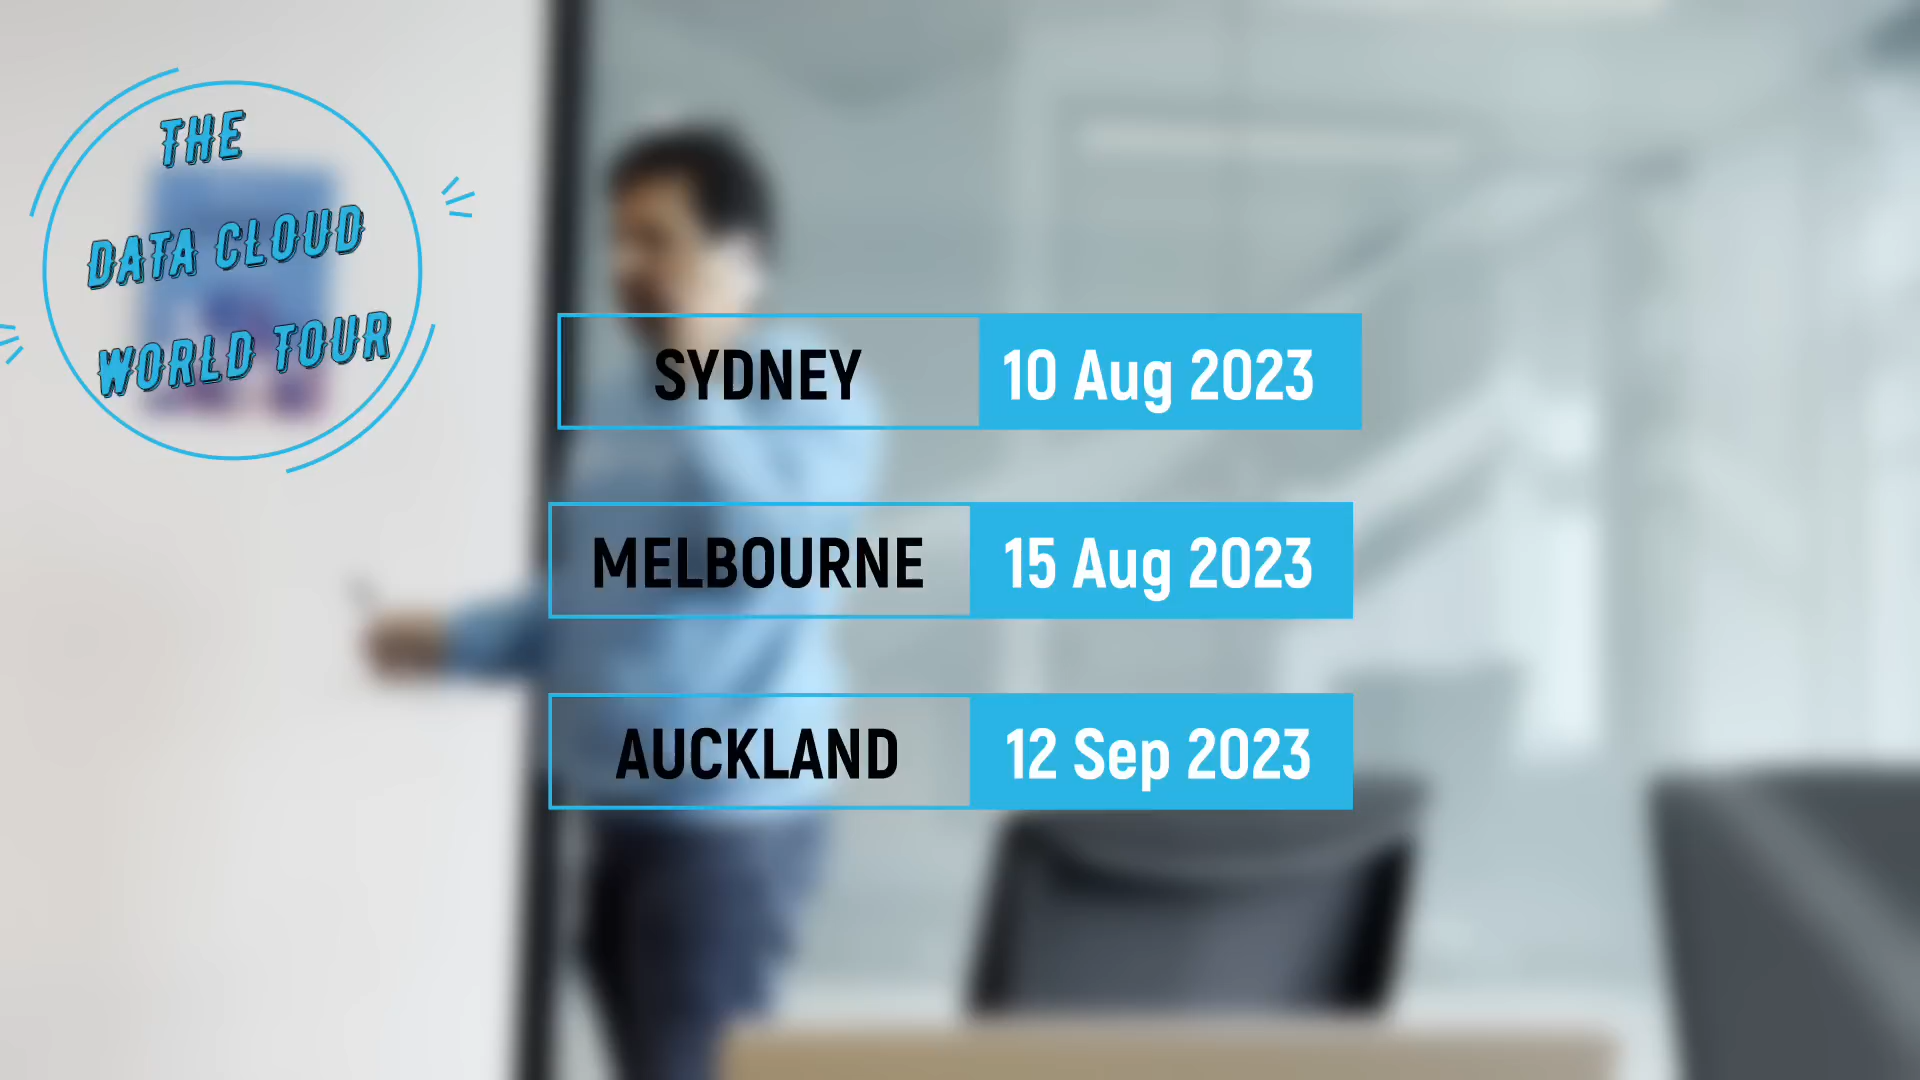 THE
DATA CLOUD
WORLD TOUR
SYDNEY 10 Aug 2023
MELBOURNE 15 Aug 2023
AUCKLAND 12 Sep 2023